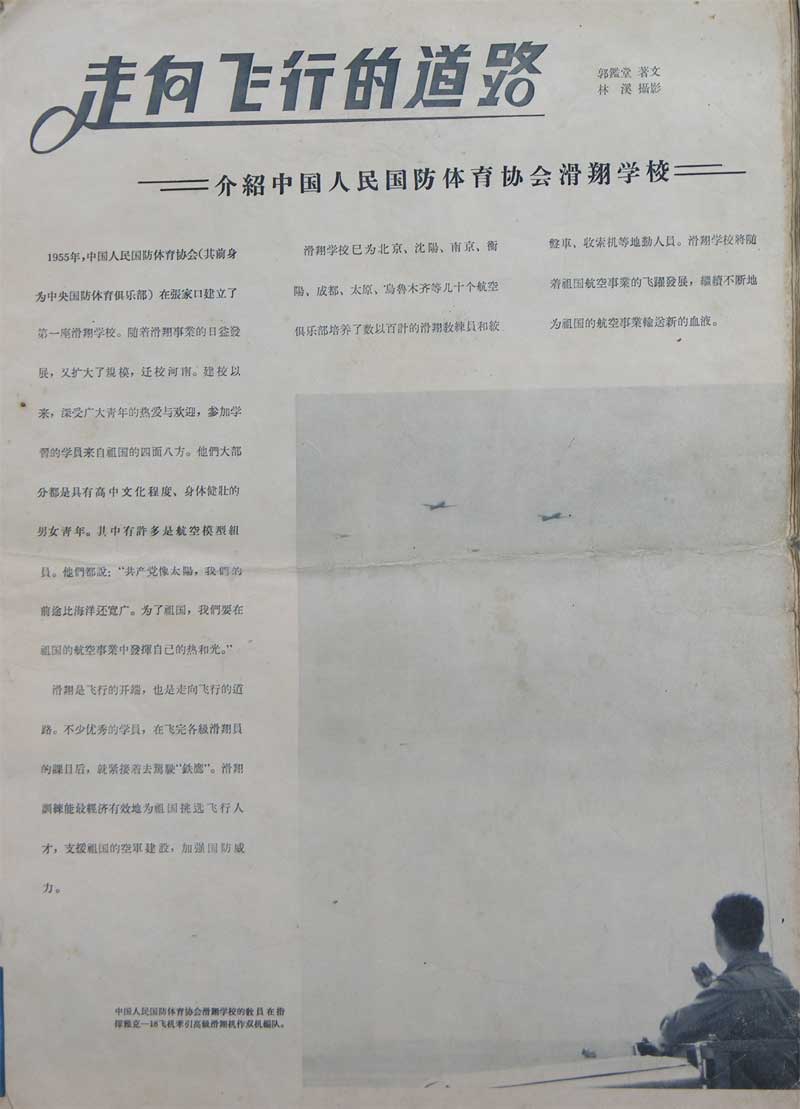 走向飞行的道路
郭鑑堂 著文
林溪 攝影
介紹中国人民国防体育协会滑翔学校
1955年，中国人民国防体育协会（其前身
为中央国防体育俱乐部）在張家口建立了
第一座滑翔学校。随着滑翔事業的日益發
展，又扩大了規模，迁校河南。建校以
来，深受广大青年的热爱与欢迎，参加学
習的学員来自祖国的四面八方。他們大部
分都是具有高中文化程度、身体健壯的
男女青年。其中有許多是航空模型組
員。他們都說：“共产党像太陽，我們的
前途比海洋还寬广。为了祖国，我們要在
祖国的航空事業中發揮自己的热和光。”
滑翔是飞行的开端，也是走向飞行的道
路。不少优秀的学員，在飞完各級滑翔員
的課目后，就紧接着去駕駛“鉄鷹”。滑翔
訓練能最經济有效地为祖国挑选飞行人
才，支援祖国的空軍建設，加强国防威
力。
滑翔学校已为北京、沈陽、南京、衡
陽、成都、太原、烏魯木齐等几十个航空
俱乐部培养了数以百計的滑翔敎練員和絞
盤車、收索机等地勤人員。滑翔学校將随
着祖国航空事業的飞躍發展，繼續不断地
为祖国的航空事業輸送新的血液。
中国人民国防体育协会滑翔学校的敎員在指
揮雅克—18飞机牽引高級滑翔机作双机編队。